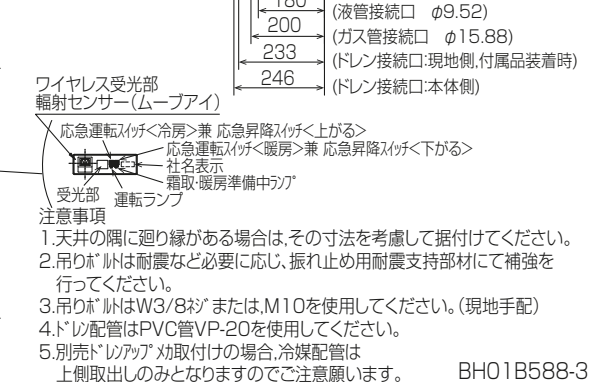 180
(液管接続口 φ9.52)
200
(ガス管接続口 φ15.88)
233
(ドレン接続口:現地側,付属品装着時)
246
(ドレン接続口:本体側)
ワイヤレス受光部
輻射センサー(ムーブアイ)
応急運転スイッチ<冷房>兼 応急昇降スイッチ<上がる>
応急運転スイッチ<暖房>兼 応急昇降スイッチ<下がる>
社名表示
霜取・暖房準備中ランプ
受光部
運転ランプ
注意事項
1.天井の隅に廻り縁がある場合は,その寸法を考慮して据付けてください。
2.吊りボルトは耐震など必要に応じ、振れ止め用耐震支持部材にて補強を
行ってください。
3.吊りボルトはW3/8ネジまたは,M10を使用してください。(現地手配)
4.ドレン配管はPVC管VP-20を使用してください。
5.別売ドレンアップメカ取付けの場合,冷媒配管は
上側取出しのみとなりますのでご注意願います。
BH01B588-3